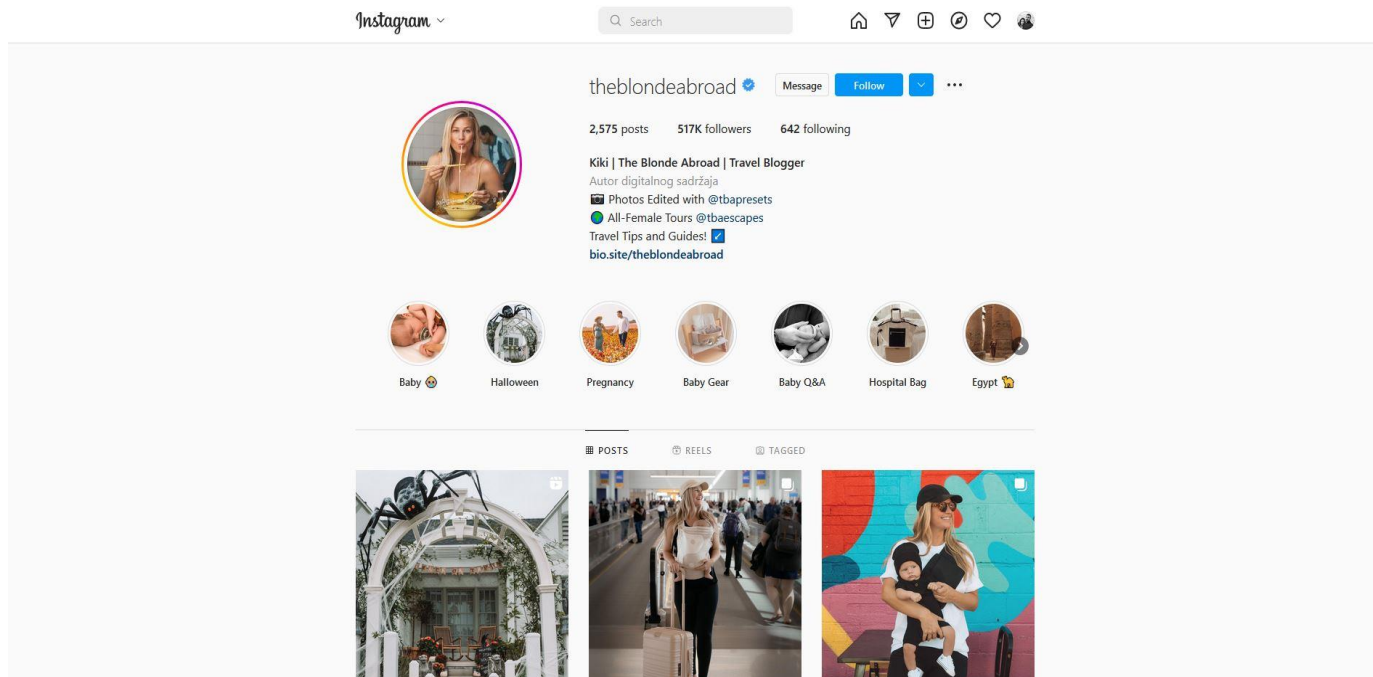 Instagram
Search
theblondeabroad
Message
Follow
2,575 posts 517K followers 642 following
Kiki | The Blonde Abroad | Travel Blogger
Autor digitalnog sadržaja
📷 Photos Edited with @tbapresets
🌍 All-Female Tours @tbaescapes
Travel Tips and Guides! ☑️
bio.site/theblondeabroad
Baby 👶 Halloween Pregnancy Baby Gear Baby Q&A Hospital Bag Egypt 🐪
POSTS REELS TAGGED